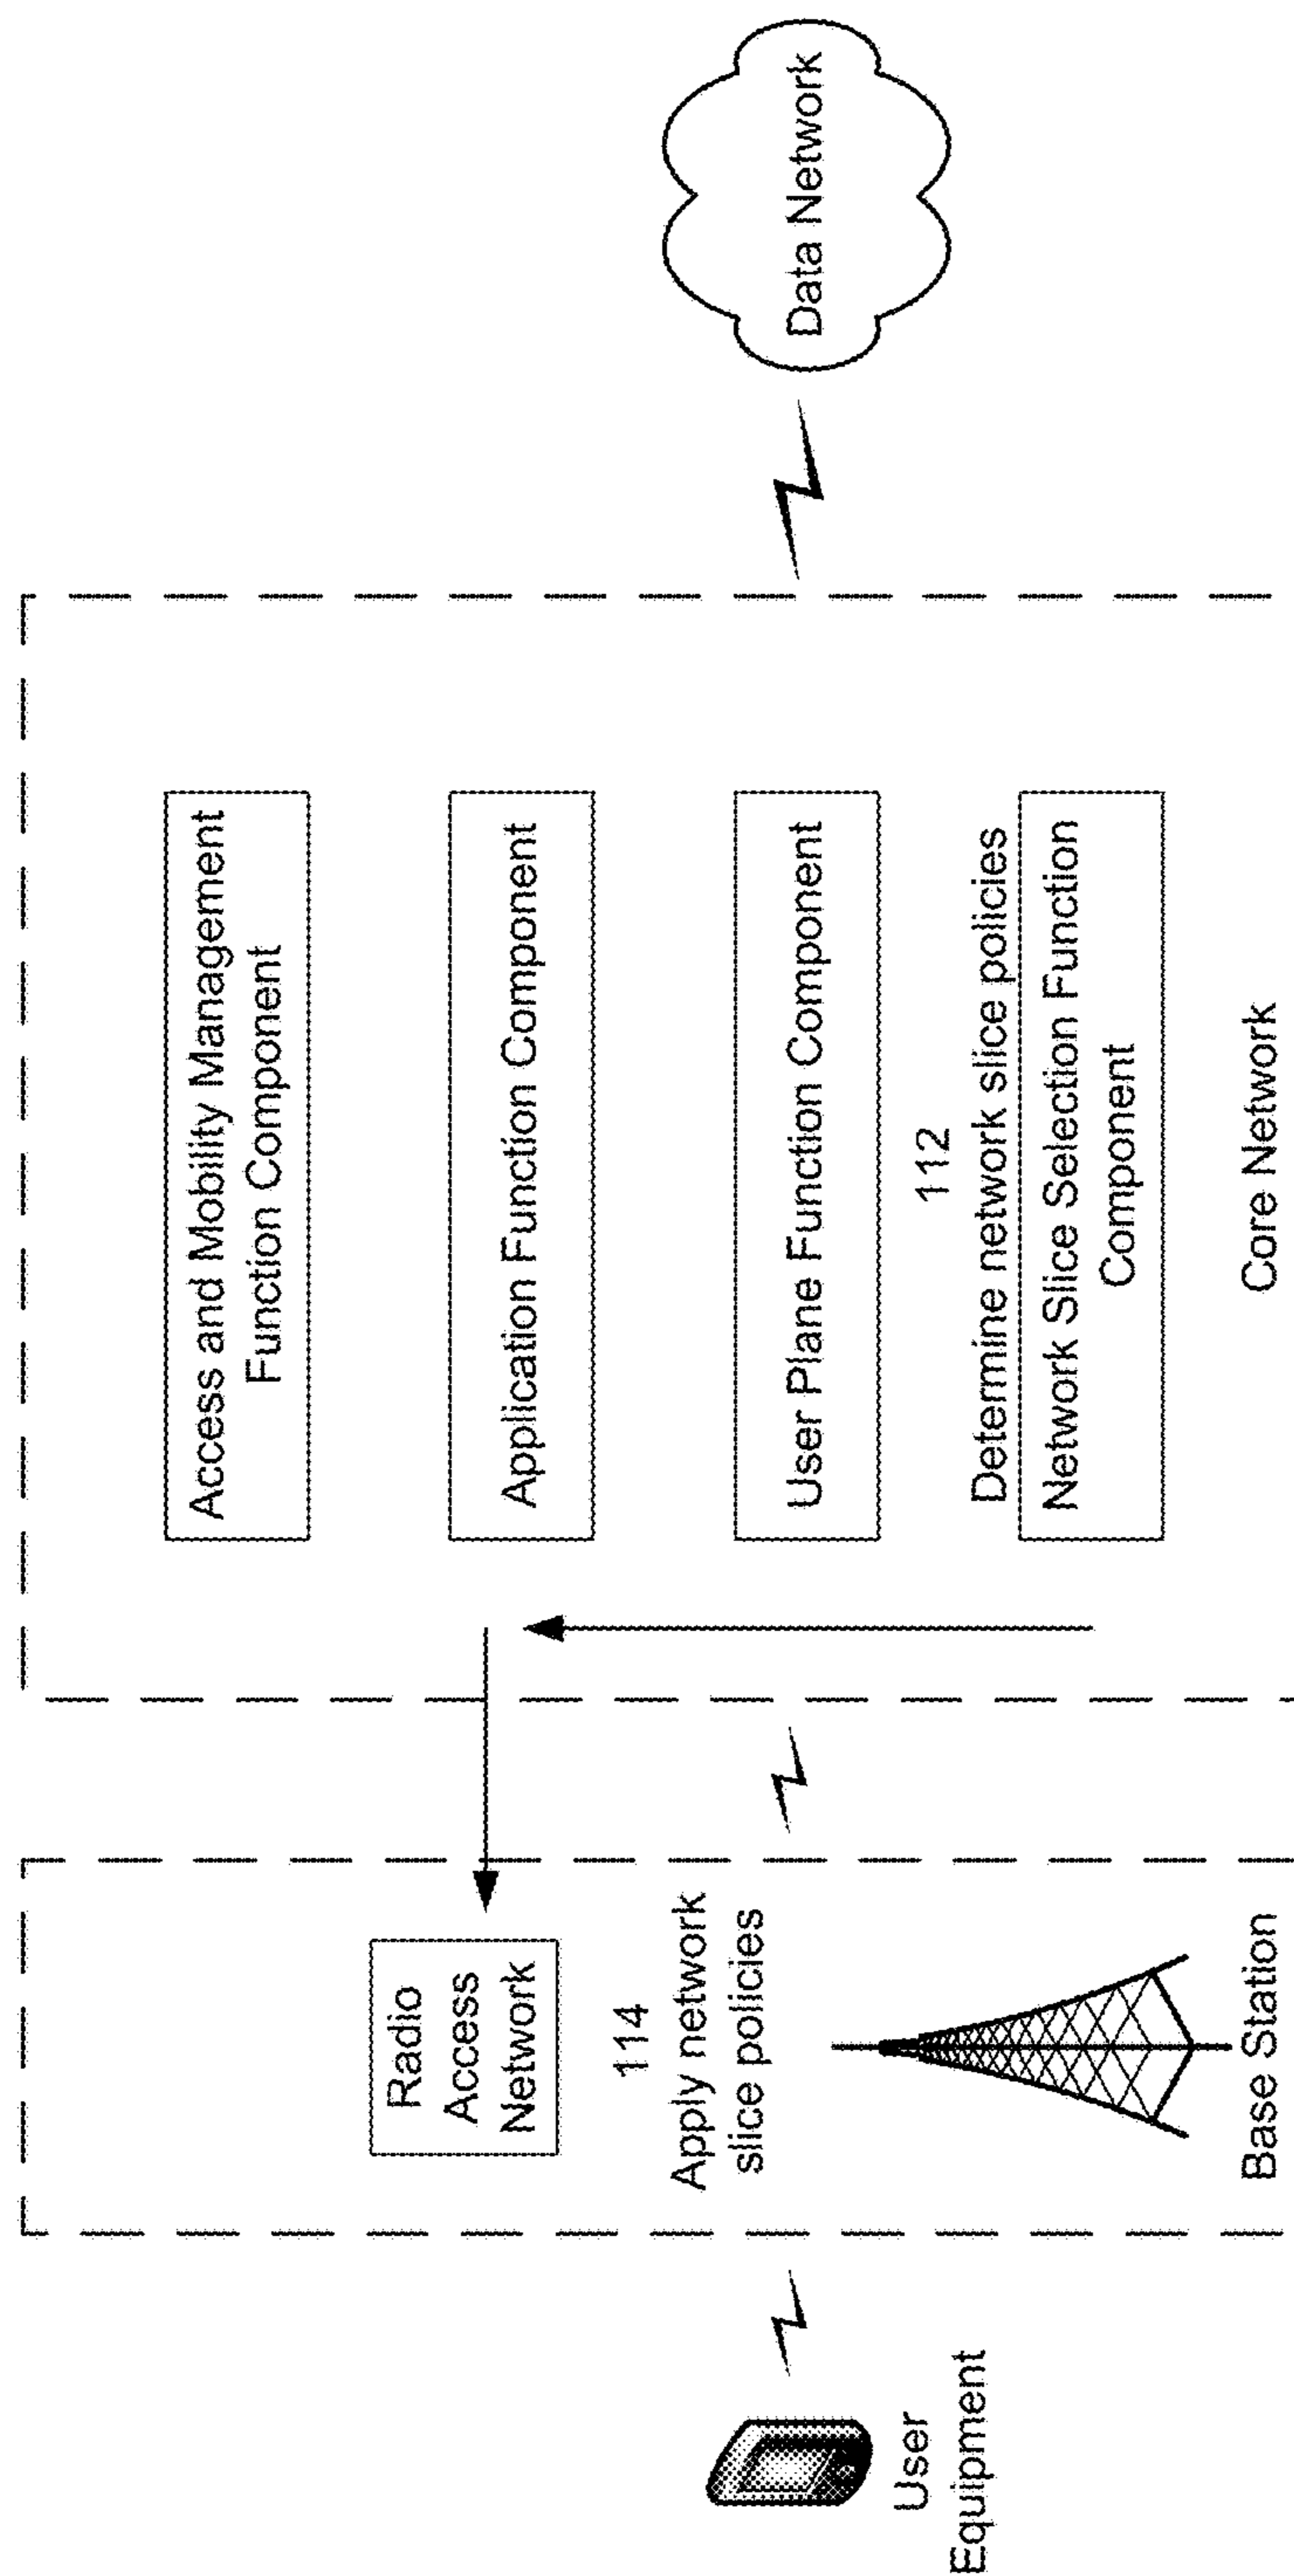 User
Equipment
Radio
Access
Network
114
Apply network
slice policies
Base Station
Access and Mobility Management
Function Component
Application Function Component
User Plane Function Component
112
Determine network slice policies
Network Slice Selection Function
Component
Core Network
Data Network